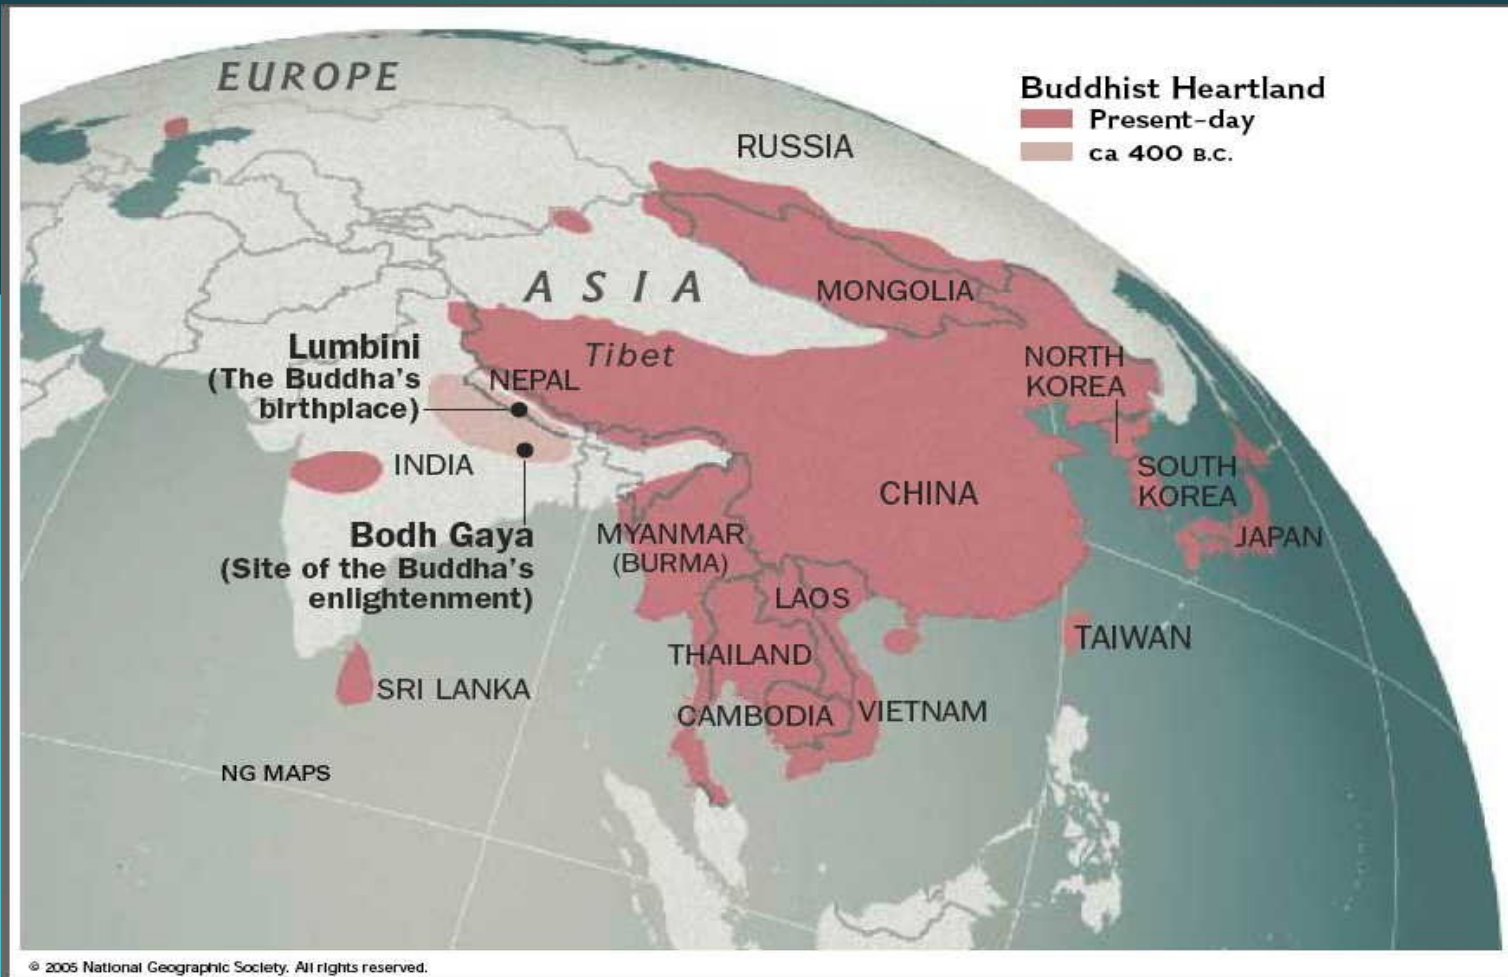 EUROPE
Buddhist Heartland
Present-day
ca 400 B.C.
RUSSIA
ASIA
MONGOLIA
Lumbini
(The Buddha's
birthplace)
Tibet
NEPAL
NORTH
KOREA
INDIA
SOUTH
KOREA
CHINA
JAPAN
Bodh Gaya
(Site of the Buddha's
enlightenment)
MYANMAR
(BURMA)
LAOS
TAIWAN
THAILAND
SRI LANKA
CAMBODIA
VIETNAM
NG MAPS
© 2005 National Geographic Society. All rights reserved.